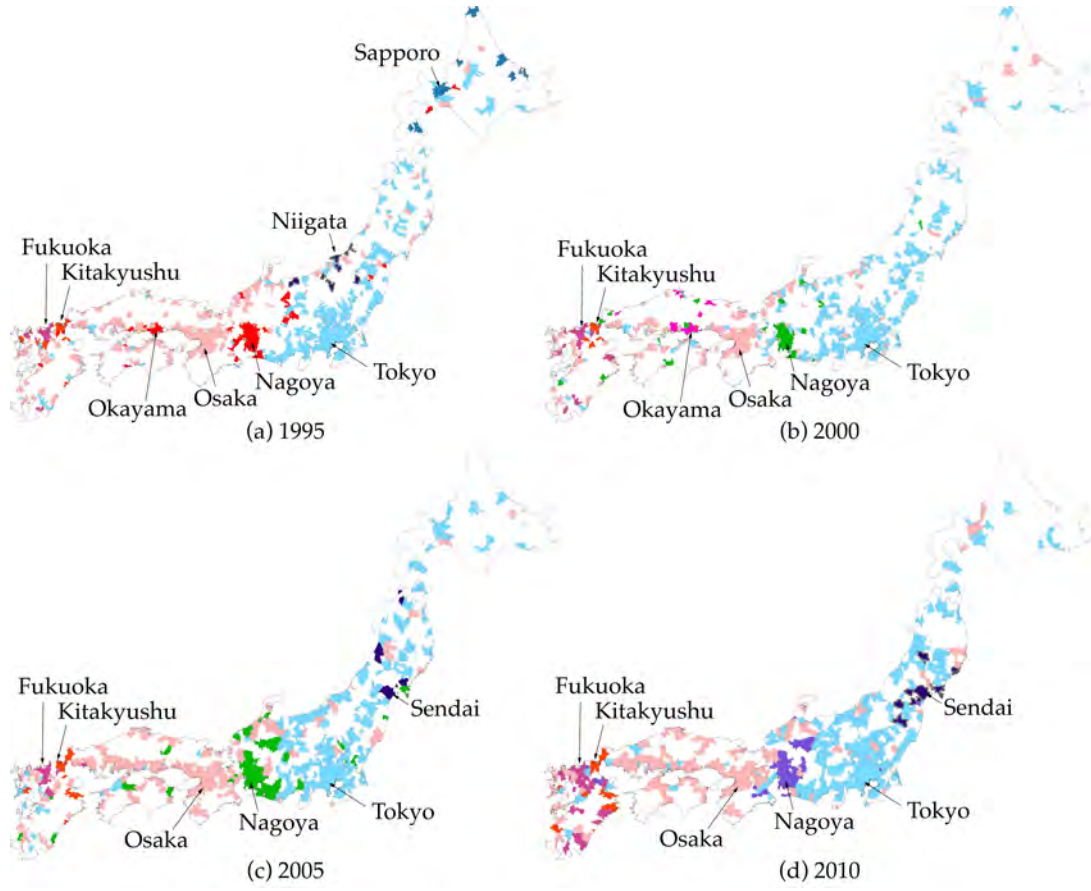 Sapporo
Niigata
Fukuoka
Kitakyushu
Okayama
Osaka
Nagoya
Tokyo
(a) 1995
Fukuoka
Kitakyushu
Okayama
Osaka
Nagoya
Tokyo
(b) 2000
Fukuoka
Kitakyushu
Sendai
Osaka
Nagoya
Tokyo
(c) 2005
Fukuoka
Kitakyushu
Sendai
Osaka
Nagoya
Tokyo
(d) 2010